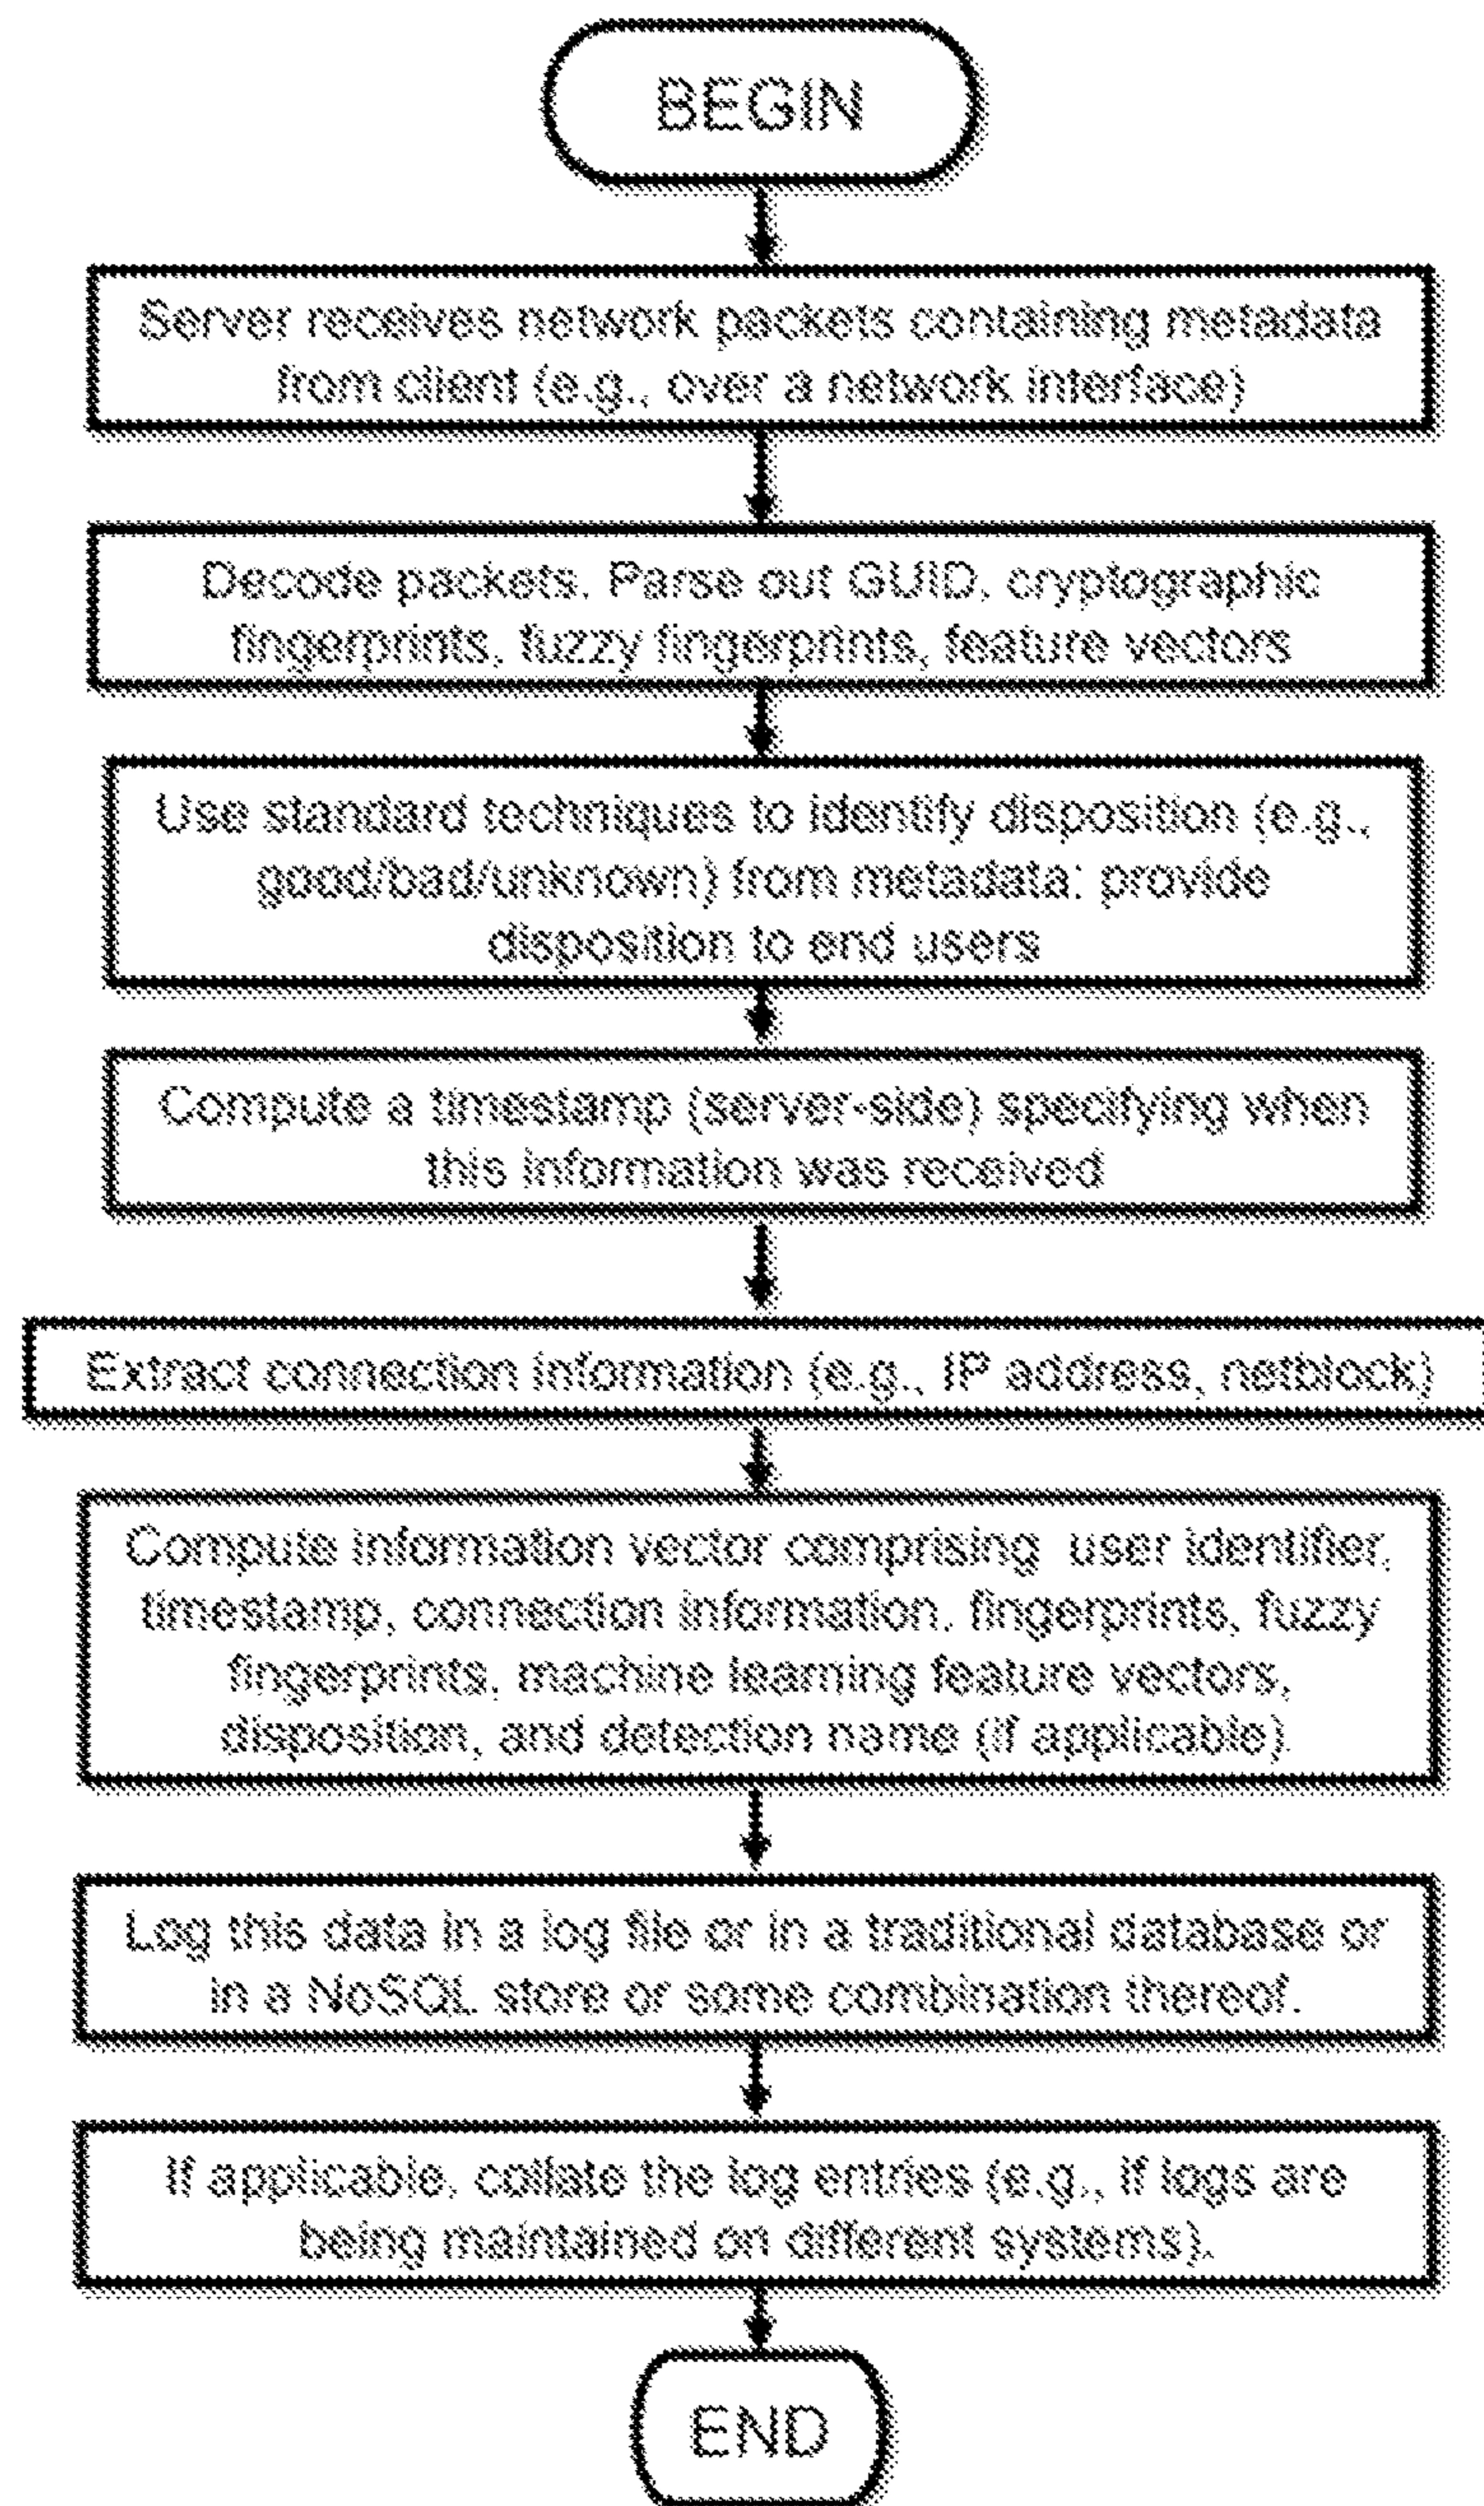 BEGIN
Server receives network packets containing metadata
from client (e.g., over a network interface)
Decode packets. Parse out GUID, cryptographic
fingerprints, fuzzy fingerprints, feature vectors
Use standard techniques to identify disposition (e.g.,
good/bad/unknown) from metadata; provide
disposition to end users
Compute a timestamp (server-side) specifying when
this information was received
Extract connection information (e.g., IP address, netblock)
Compute information vector comprising user identifier,
timestamp, connection information, fingerprints, fuzzy
fingerprints, machine learning feature vectors,
disposition, and detection name (if applicable).
Log this data in a log file or in a traditional database or
in a NoSQL store or some combination thereof.
If applicable, collate the log entries (e.g., if logs are
being maintained on different systems).
END